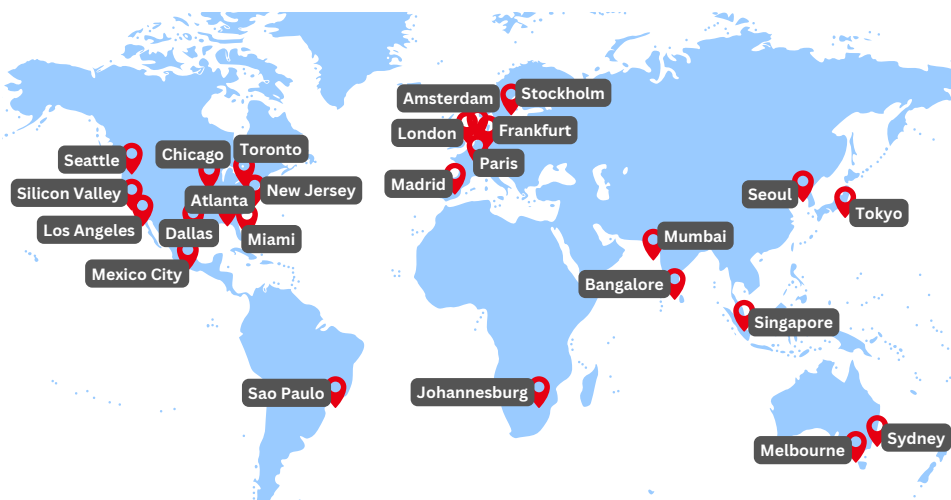 Amsterdam
Stockholm
London
Frankfurt
Paris
Madrid
Seattle
Chicago
Toronto
Silicon Valley
Atlanta
New Jersey
Los Angeles
Dallas
Miami
Mexico City
Seoul
Tokyo
Mumbai
Bangalore
Singapore
Sao Paulo
Johannesburg
Melbourne
Sydney